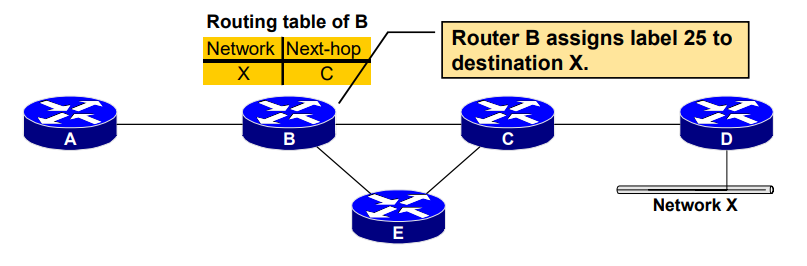 Routing table of B
Network Next-hop
X C
Router B assigns label 25 to
destination X.
A B C D
Network X
E